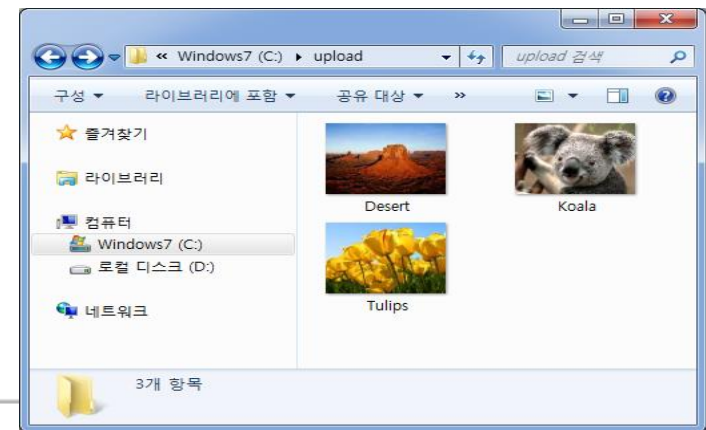 « Windows7 (C:) ▸ upload
upload 검색
구성 라이브러리에 포함 공유 대상 »
즐겨찾기
라이브러리
컴퓨터
Windows7 (C:)
로컬 디스크 (D:)
네트워크
Desert
Koala
Tulips
3개 항목